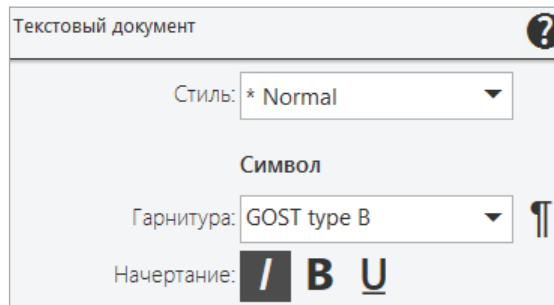 Текстовый документ ?
Стиль: * Normal
Символ
Гарнитура: GOST type B ¶
Начертание: I B U